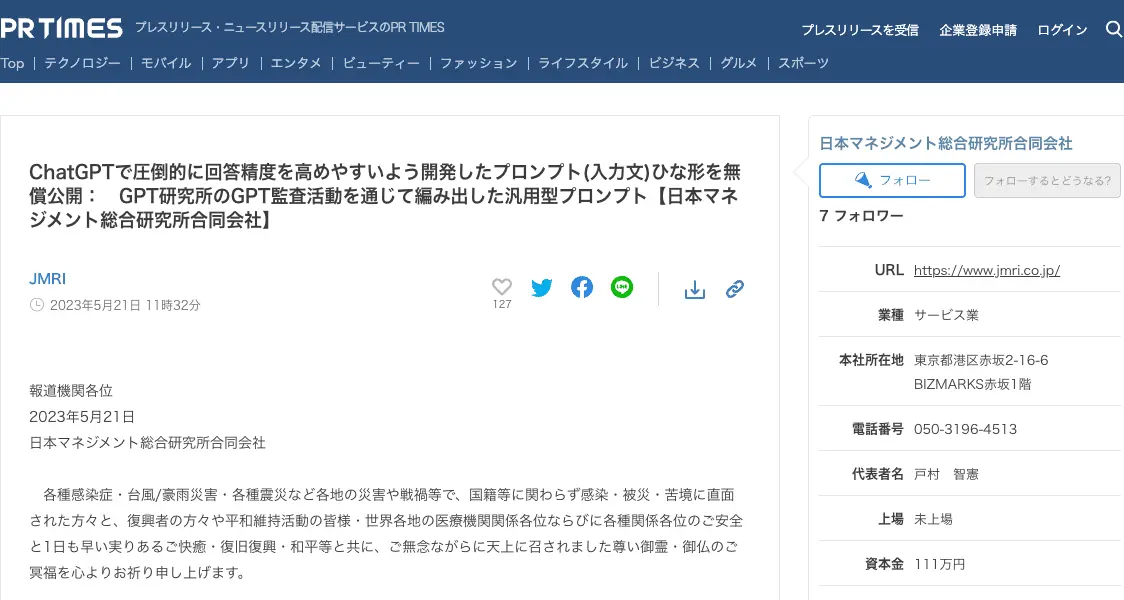 PR TIMES プレスリリース・ニュースリリース配信サービスのPR TIMES
プレスリリースを受信 企業登録申請 ログイン
Top | テクノロジー | モバイル | アプリ | エンタメ | ビューティー | ファッション | ライフスタイル | ビジネス | グルメ | スポーツ
ChatGPTで圧倒的に回答精度を高めやすいよう開発したプロンプト(入力文)ひな形を無
償公開： GPT研究所のGPT監査活動を通じて編み出した汎用型プロンプト【日本マネ
ジメント総合研究所合同会社】
JMRI
2023年5月21日 11時32分
127
LINE
報道機関各位
2023年5月21日
日本マネジメント総合研究所合同会社
各種感染症・台風/豪雨災害・各種震災など各地の災害や戦禍等で、国籍等に関わらず感染・被災・苦境に直面
された方々と、復興者の方々や平和維持活動の皆様・世界各地の医療機関関係各位ならびに各種関係各位のご安全
と1日も早い実りあるご快癒・復旧復興・和平等と共に、ご無念ながらに天上に召されました尊い御霊・御仏のご
冥福を心よりお祈り申し上げます。
日本マネジメント総合研究所合同会社
フォロー フォローするとどうなる?
7 フォロワー
URL https://www.jmri.co.jp/
業種 サービス業
本社所在地 東京都港区赤坂2-16-6
BIZMARKS赤坂1階
電話番号 050-3196-4513
代表者名 戸村 智憲
上場 未上場
資本金 111万円